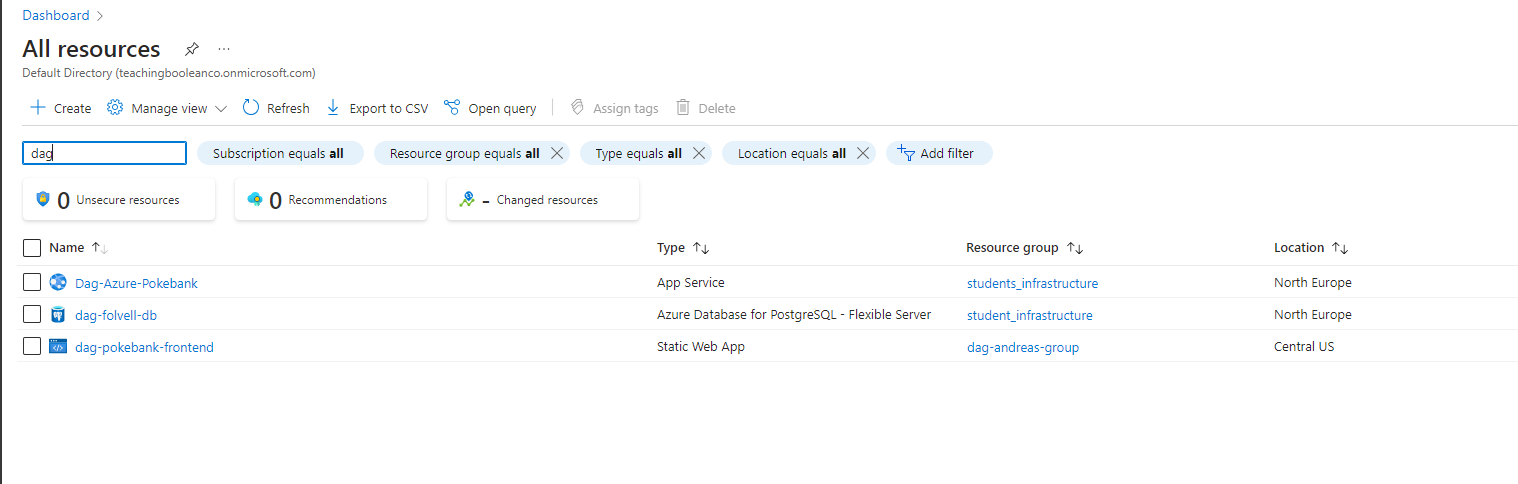 Dashboard
All resources
Default Directory (teachingbooleanco.onmicrosoft.com)
Create Manage view Refresh Export to CSV Open query Assign tags Delete
dag Subscription equals all Resource group equals all Type equals all Location equals all Add filter
0 Unsecure resources 0 Recommendations - Changed resources
Name Type Resource group Location
Dag-Azure-Pokebank App Service students_infrastructure North Europe
dag-folvell-db Azure Database for PostgreSQL - Flexible Server student_infrastructure North Europe
dag-pokebank-frontend Static Web App dag-andreas-group Central US